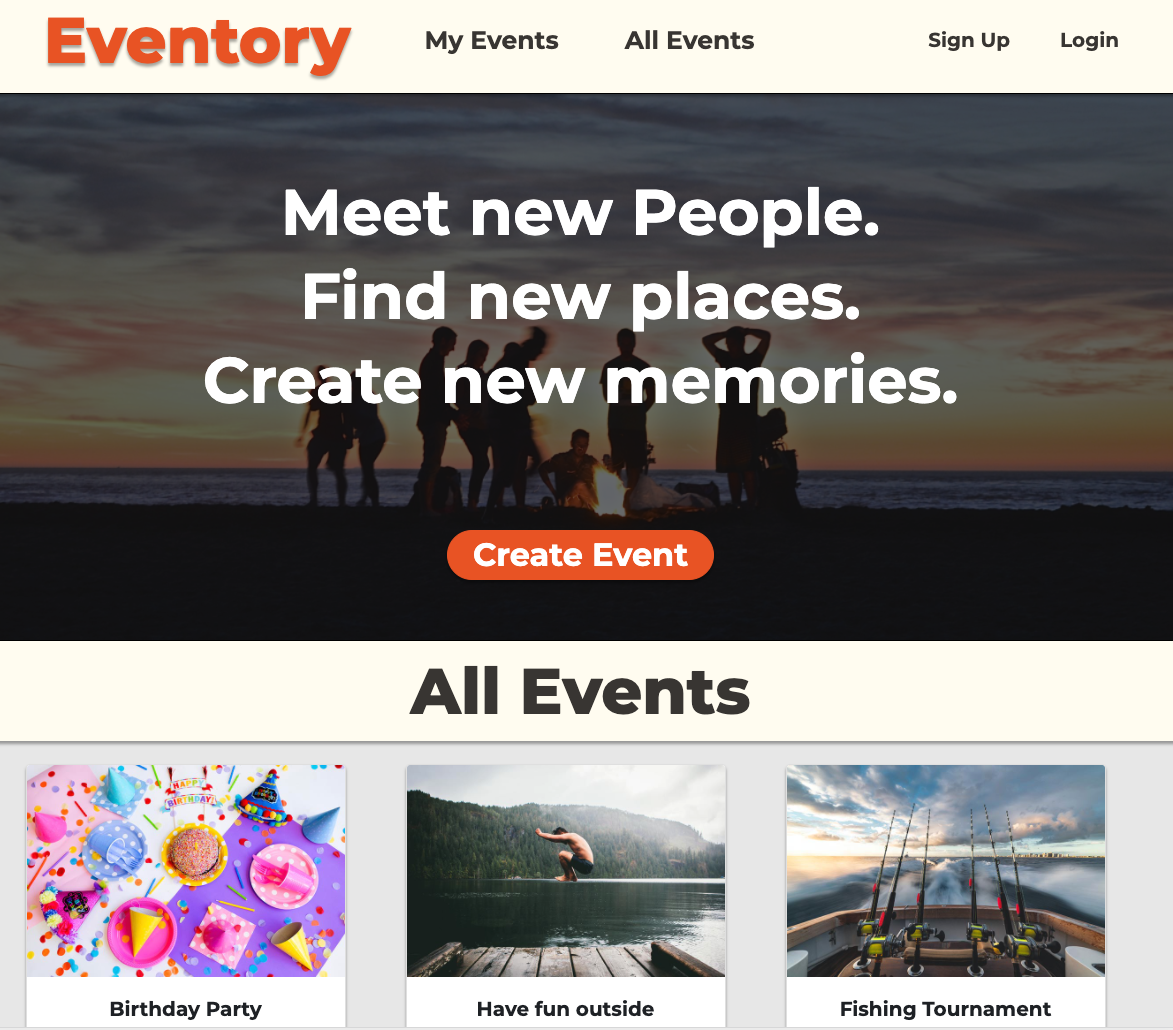 Eventory
My Events
All Events
Sign Up
Login
Meet new People.
Find new places.
Create new memories.
Create Event
All Events
HAPPY
BIRTHDAY
Birthday Party
Have fun outside
Fishing Tournament